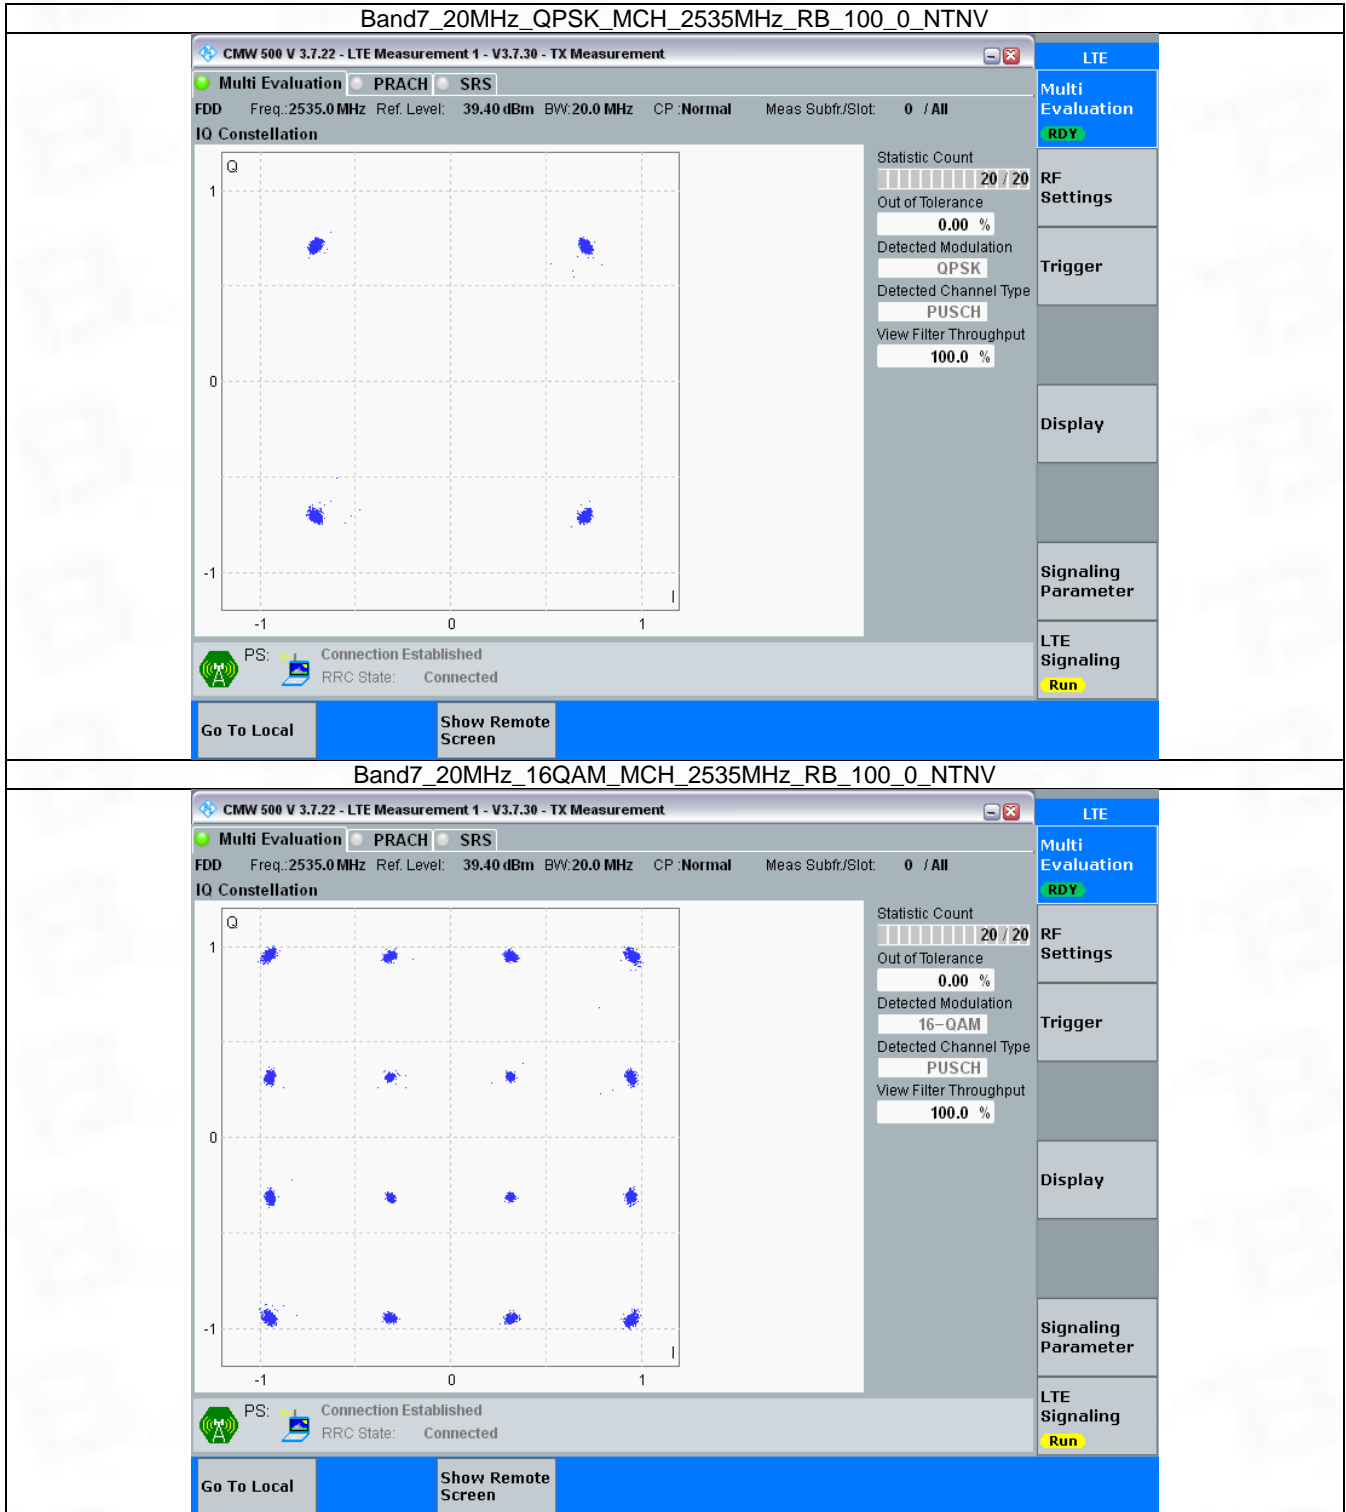 Band7_20MHz_QPSK_MCH_2535MHz_RB_100_0_NTNV
CMW 500 V 3.7.22 - LTE Measurement 1 - V3.7.30 - TX Measurement
LTE
Multi Evaluation PRACH SRS
Multi
Evaluation
RDY
FDD Freq.:2535.0 MHz Ref. Level: 39.40 dBm BW:20.0 MHz CP :Normal Meas Subfr./Slot: 0 / All
IQ Constellation
Q
1
0
-1
I
-1 0 1
Statistic Count
20 / 20
Out of Tolerance
0.00 %
Detected Modulation
QPSK
Detected Channel Type
PUSCH
View Filter Throughput
100.0 %
RF
Settings
Trigger
Display
Signaling
Parameter
LTE
Signaling
Run
PS: Connection Established
RRC State: Connected
Go To Local
Show Remote
Screen
Band7_20MHz_16QAM_MCH_2535MHz_RB_100_0_NTNV
CMW 500 V 3.7.22 - LTE Measurement 1 - V3.7.30 - TX Measurement
LTE
Multi Evaluation PRACH SRS
Multi
Evaluation
RDY
FDD Freq.:2535.0 MHz Ref. Level: 39.40 dBm BW:20.0 MHz CP :Normal Meas Subfr./Slot: 0 / All
IQ Constellation
Q
1
0
-1
I
-1 0 1
Statistic Count
20 / 20
Out of Tolerance
0.00 %
Detected Modulation
16-QAM
Detected Channel Type
PUSCH
View Filter Throughput
100.0 %
RF
Settings
Trigger
Display
Signaling
Parameter
LTE
Signaling
Run
PS: Connection Established
RRC State: Connected
Go To Local
Show Remote
Screen